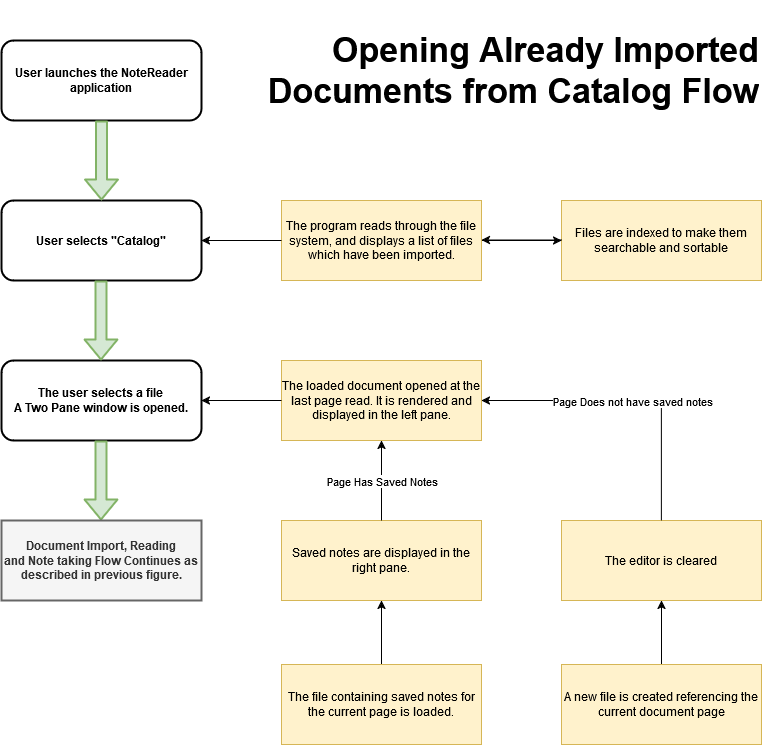 Opening Already Imported
Documents from Catalog Flow
User launches the NoteReader
application
User selects "Catalog"
The program reads through the file
system, and displays a list of files
which have been imported.
Files are indexed to make them
searchable and sortable
The user selects a file
A Two Pane window is opened.
The loaded document opened at the
last page read. It is rendered and
displayed in the left pane.
Page Does not have saved notes
Page Has Saved Notes
Document Import, Reading
and Note taking Flow Continues as
described in previous figure.
Saved notes are displayed in the
right pane.
The editor is cleared
The file containing saved notes for
the current page is loaded.
A new file is created referencing the
current document page